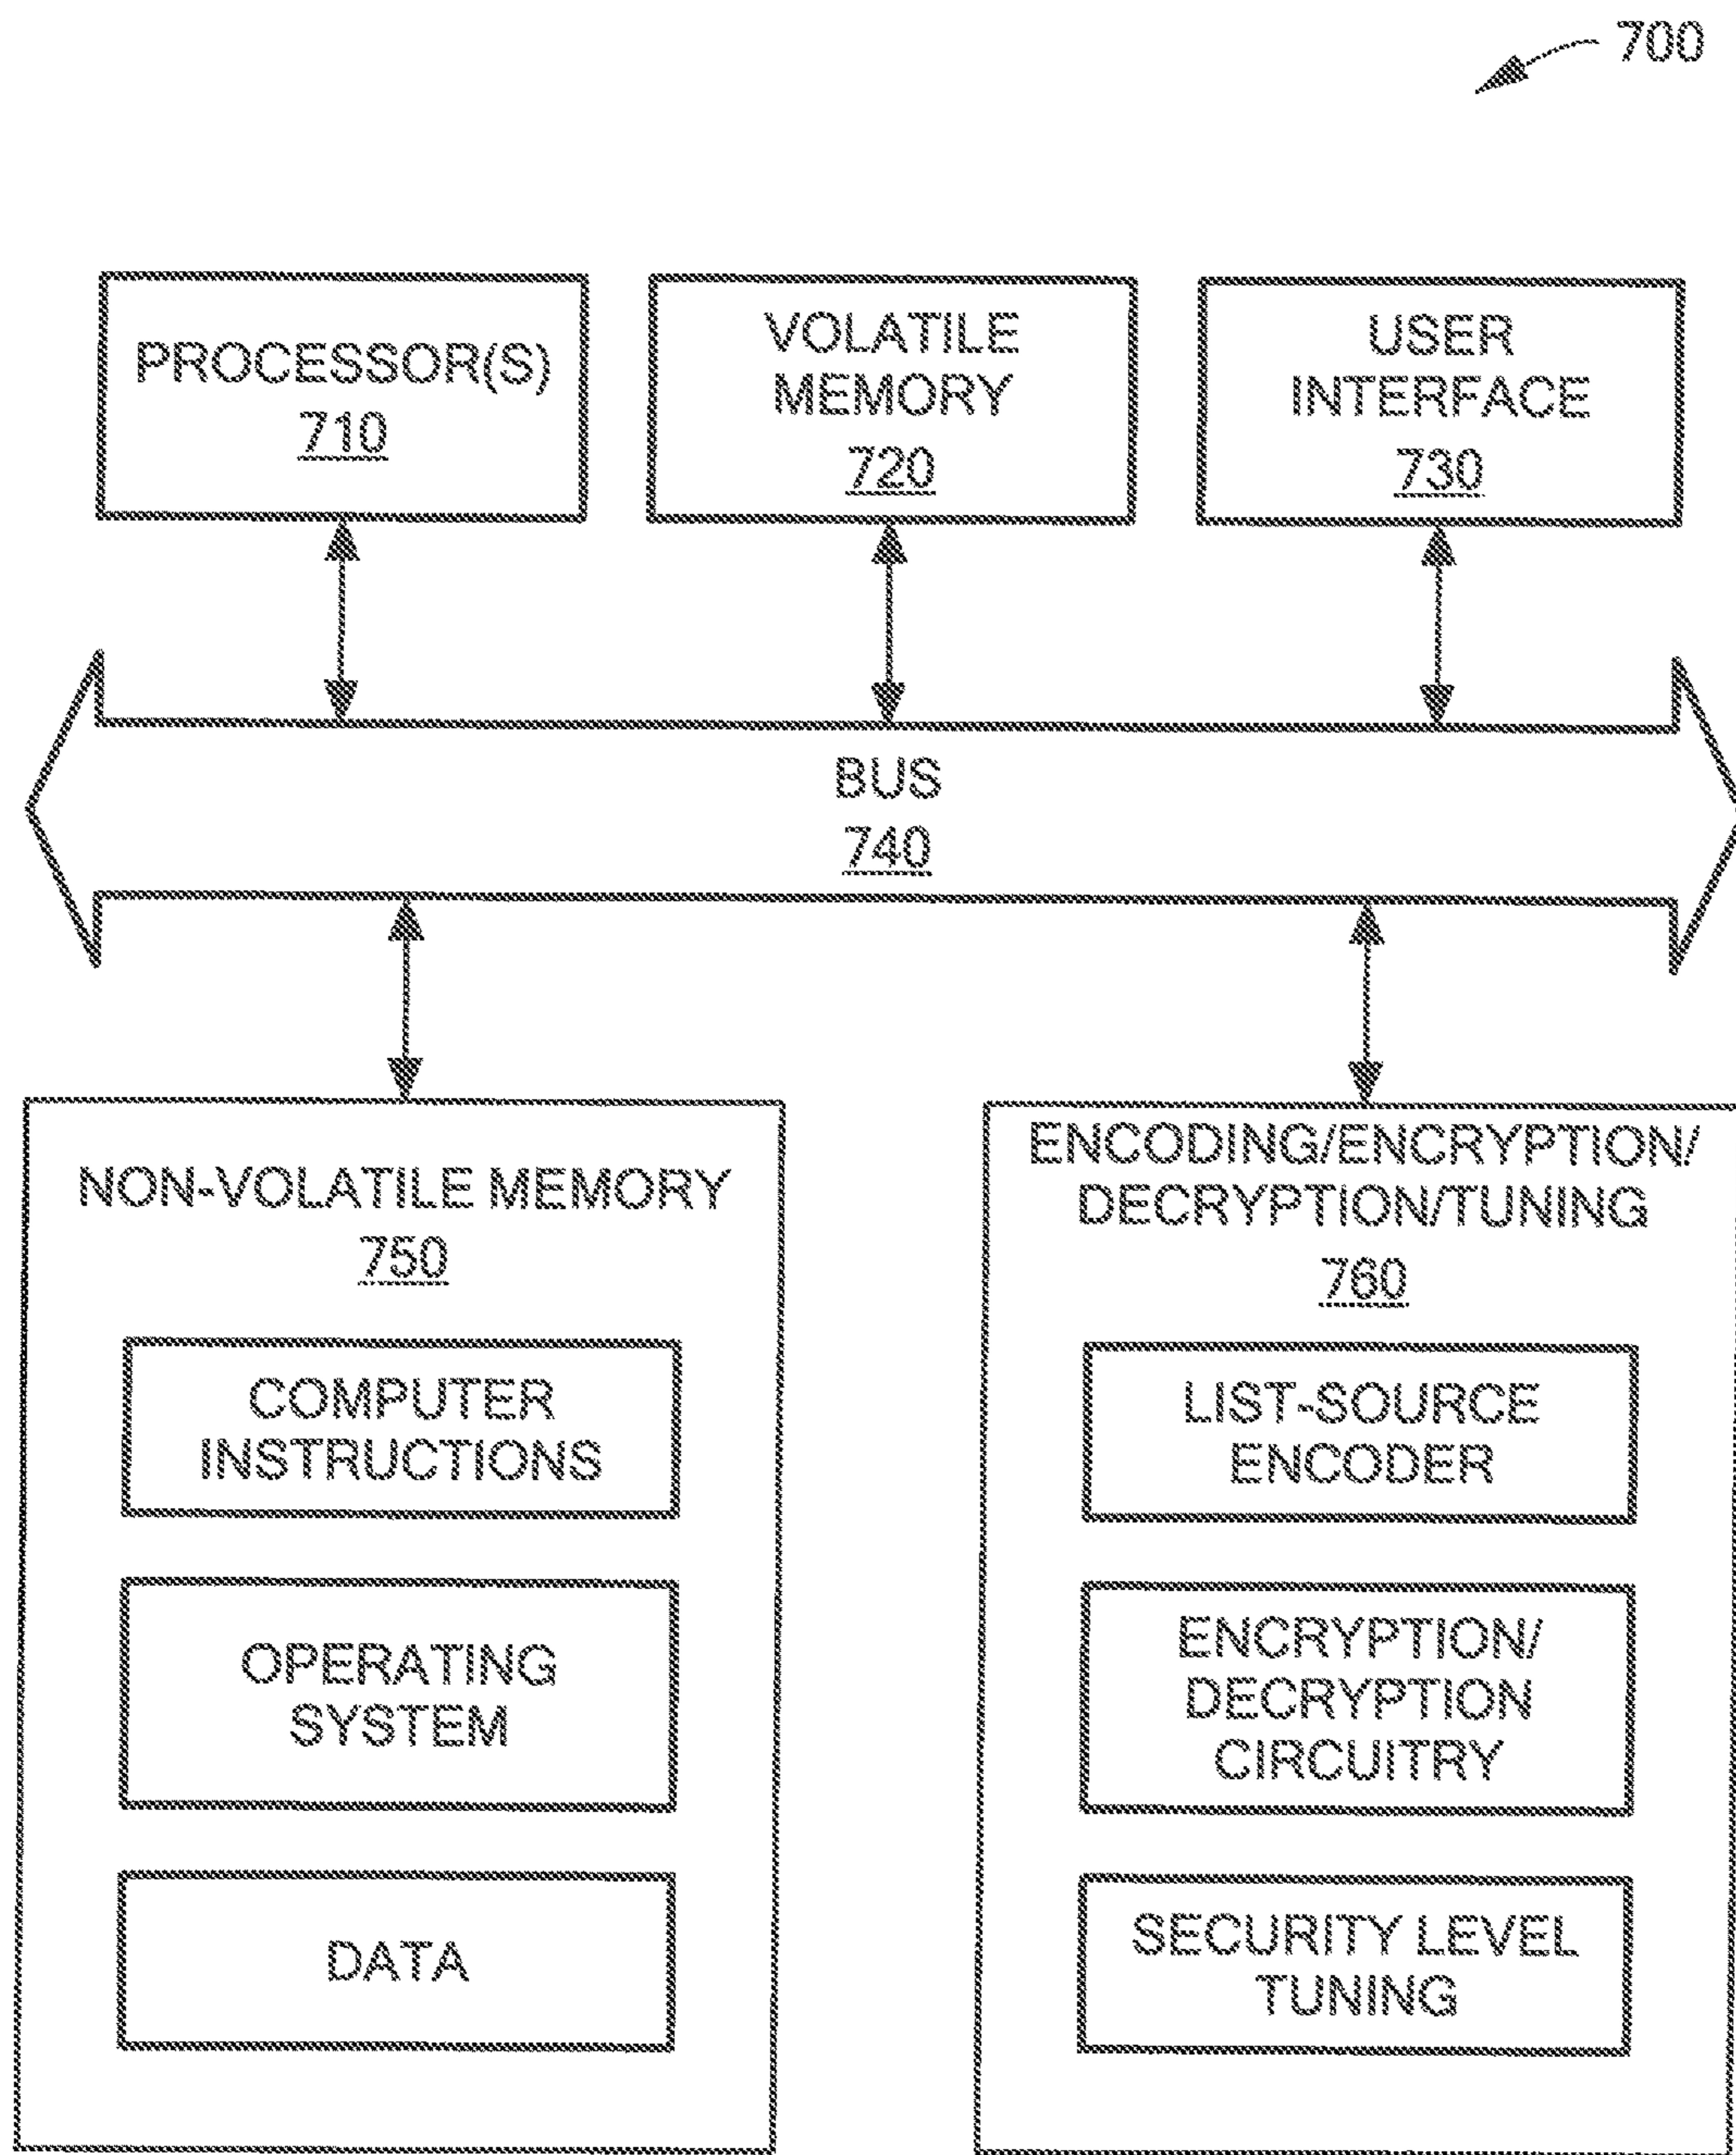 700
PROCESSOR(S)
710
VOLATILE
MEMORY
720
USER
INTERFACE
730
BUS
740
NON-VOLATILE MEMORY
750
COMPUTER
INSTRUCTIONS
OPERATING
SYSTEM
DATA
ENCODING/ENCRYPTION/
DECRYPTION/TUNING
760
LIST-SOURCE
ENCODER
ENCRYPTION/
DECRYPTION
CIRCUITRY
SECURITY LEVEL
TUNING